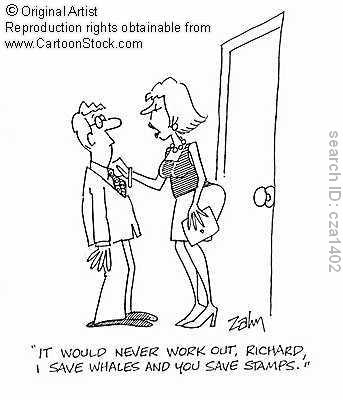 © Original Artist
Reproduction rights obtainable from
www.CartoonStock.com
search ID: cza1402
Zahn
"IT WOULD NEVER WORK OUT, RICHARD,
I SAVE WHALES AND YOU SAVE STAMPS."